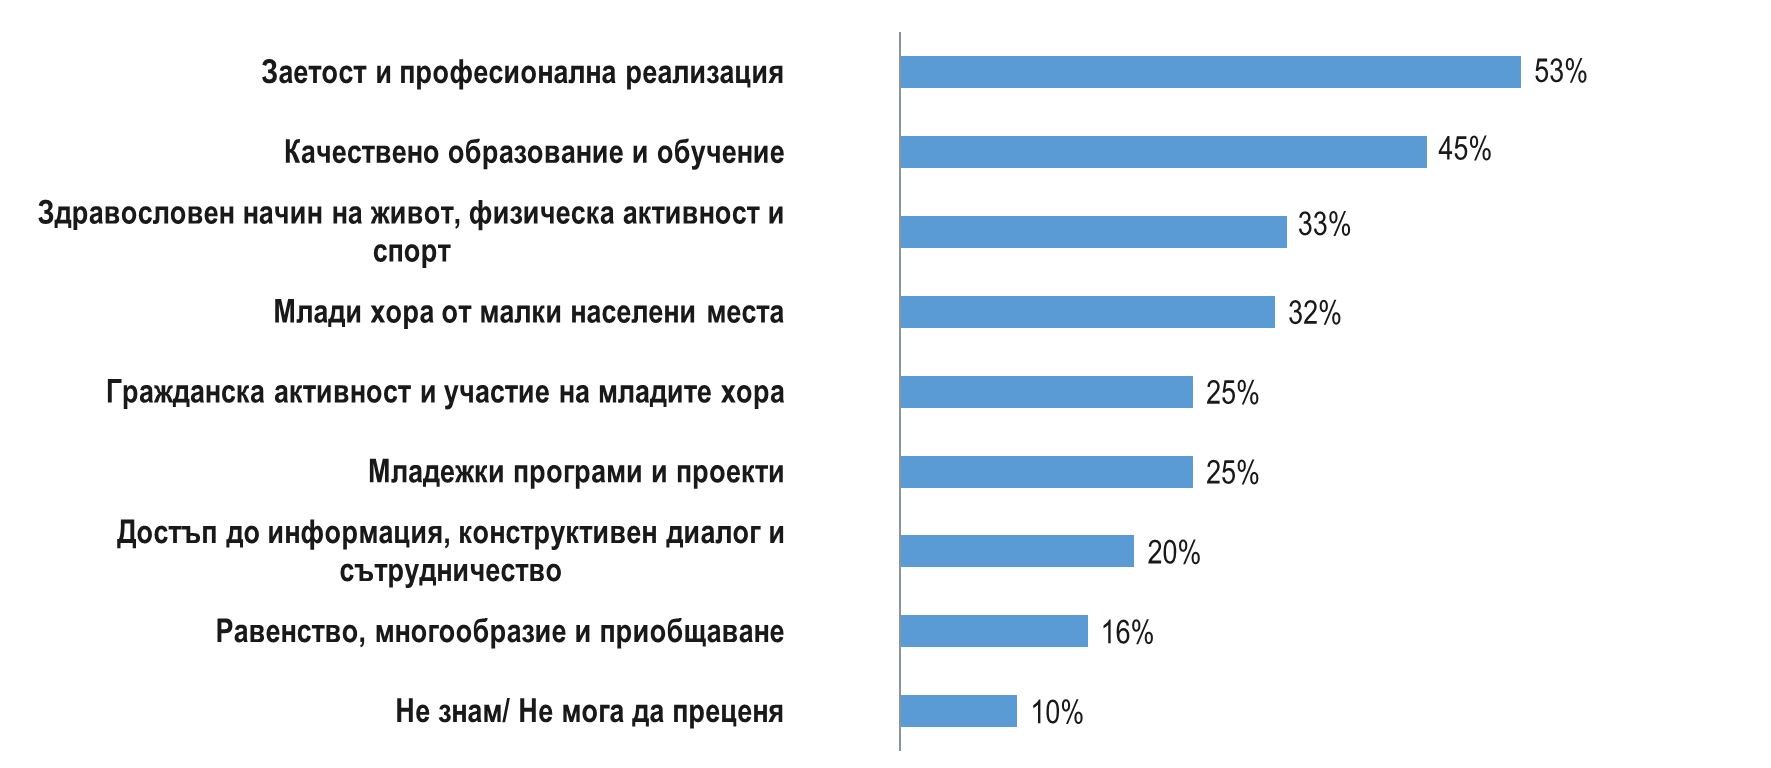 Заетост и професионална реализация
53%
Качествено образование и обучение
45%
Здравословен начин на живот, физическа активност и
спорт
33%
Млади хора от малки населени места
32%
Гражданска активност и участие на младите хора
25%
Младежки програми и проекти
25%
Достъп до информация, конструктивен диалог и
сътрудничество
20%
Равенство, многообразие и приобщаване
16%
Не знам/ Не мога да преценя
10%